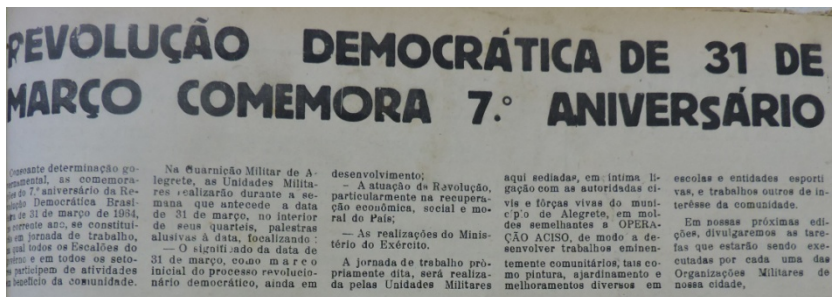 REVOLUÇÃO DEMOCRÁTICA DE 31 DE
MARÇO COMEMORA 7.º ANIVERSÁRIO
determinação go-
as comemora-
do 7.º aniversário da Re-
Democrática Brasi-
de 31 de março de 1964,
corrente ano, se constitui-
em jornada de trabalho,
qual todos os Escalões do
e em todos os seto-
participem de atividades
benefício da comunidade.
Na Guarnição Militar de A-
legrete, as Unidades Milita-
res realizarão durante a se-
mana que antecede a data
de 31 de março, no interior
de seus quarteis, palestras
alusivas à data, focalizando :
— O significado da data de
31 de março, como marco
inicial do processo revolucio-
nário democrático, ainda em
desenvolvimento;
— A atuação da Revolução,
particularmente na recupera-
ção econômica, social e mo-
ral do País;
— As realizações do Minis-
tério do Exército.
A jornada de trabalho prò-
priamente dita, será realiza-
da pelas Unidades Militares
aqui sediadas, em íntima li-
gação com as autoridadas ci-
vis e fôrças vivas do muni-
c'p'o de Alegrete, em mol-
des semelhantes a OPERA-
ÇÃO ACISO, de modo a de-
senvolver trabalhos eminen-
temente comunitários, tais co-
mo pintura, ajardinamento e
melhoramentos diversos em
escolas e entidades esporti
vas, e trabalhos outros de in-
terêsse da comunidade.
Em nossas próximas edi-
ções, divulgaremos as tare-
fas que estarão sendo exe-
cutadas por cada uma das
Organizações Militares de
nossa cidade,